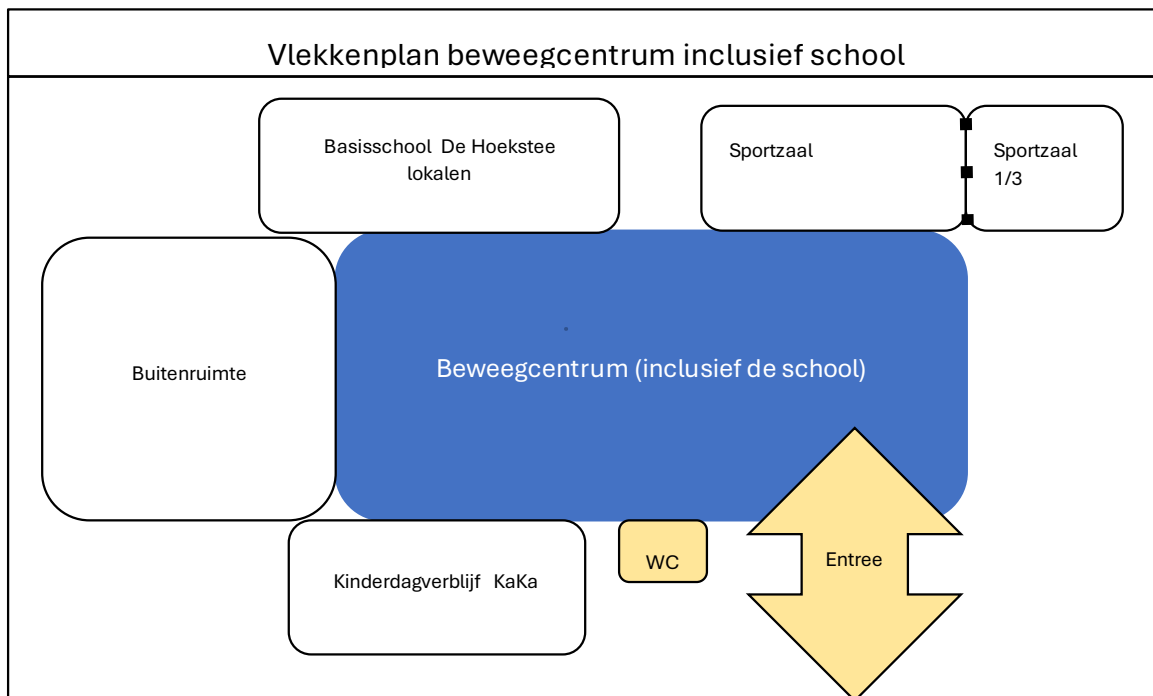 Vlekkenplan beweegcentrum inclusief school
Basisschool De Hoekstee
lokalen
Sportzaal
Sportzaal
1/3
Buitenruimte
Beweegcentrum (inclusief de school)
Kinderdagverblijf KaKa
WC
Entree